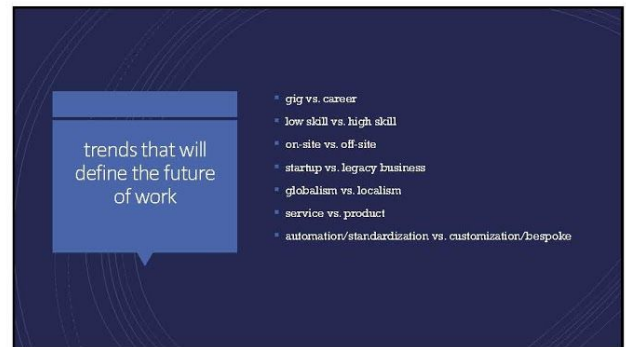 trends that will
define the future
of work
gig vs. career
low skill vs. high skill
on-site vs. off-site
startup vs. legacy business
globalism vs. localism
service vs. product
automation/standardization vs. customization/bespoke